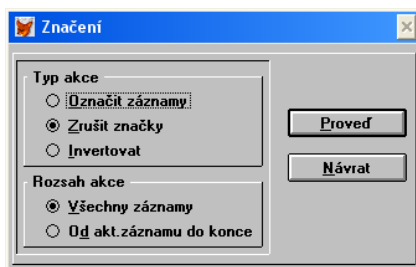 Značení
Typ akce
Označit záznamy
Zrušit značky
Invertovat
Proveď
Návrat
Rozsah akce
Všechny záznamy
Od akt.záznamu do konce